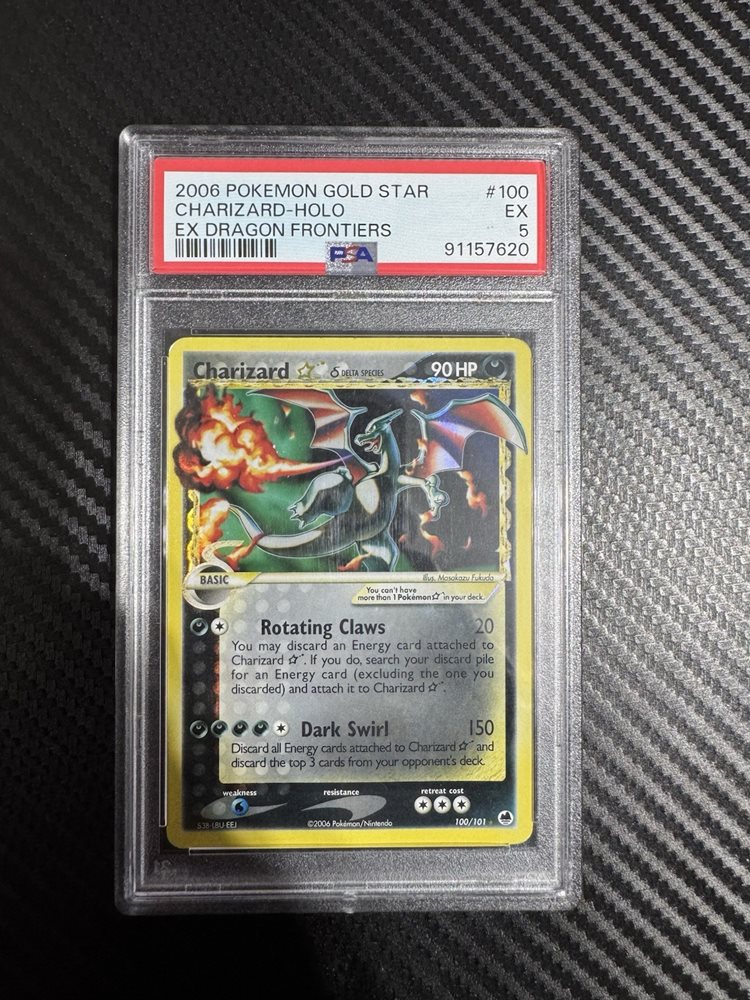 2006 POKEMON GOLD STAR #100
CHARIZARD-HOLO EX
EX DRAGON FRONTIERS 5
PSA 91157620
Charizard ☆ δ DELTA SPECIES 90 HP
BASIC
Illus. Masakazu Fukuda
You can't have
more than 1 Pokémon ☆ in your deck.
Rotating Claws 20
You may discard an Energy card attached to
Charizard ☆. If you do, search your discard pile
for an Energy card (excluding the one you
discarded) and attach it to Charizard ☆.
Dark Swirl 150
Discard all Energy cards attached to Charizard ☆ and
discard the top 3 cards from your opponent's deck.
weakness resistance retreat cost
©2006 Pokémon/Nintendo 100/101